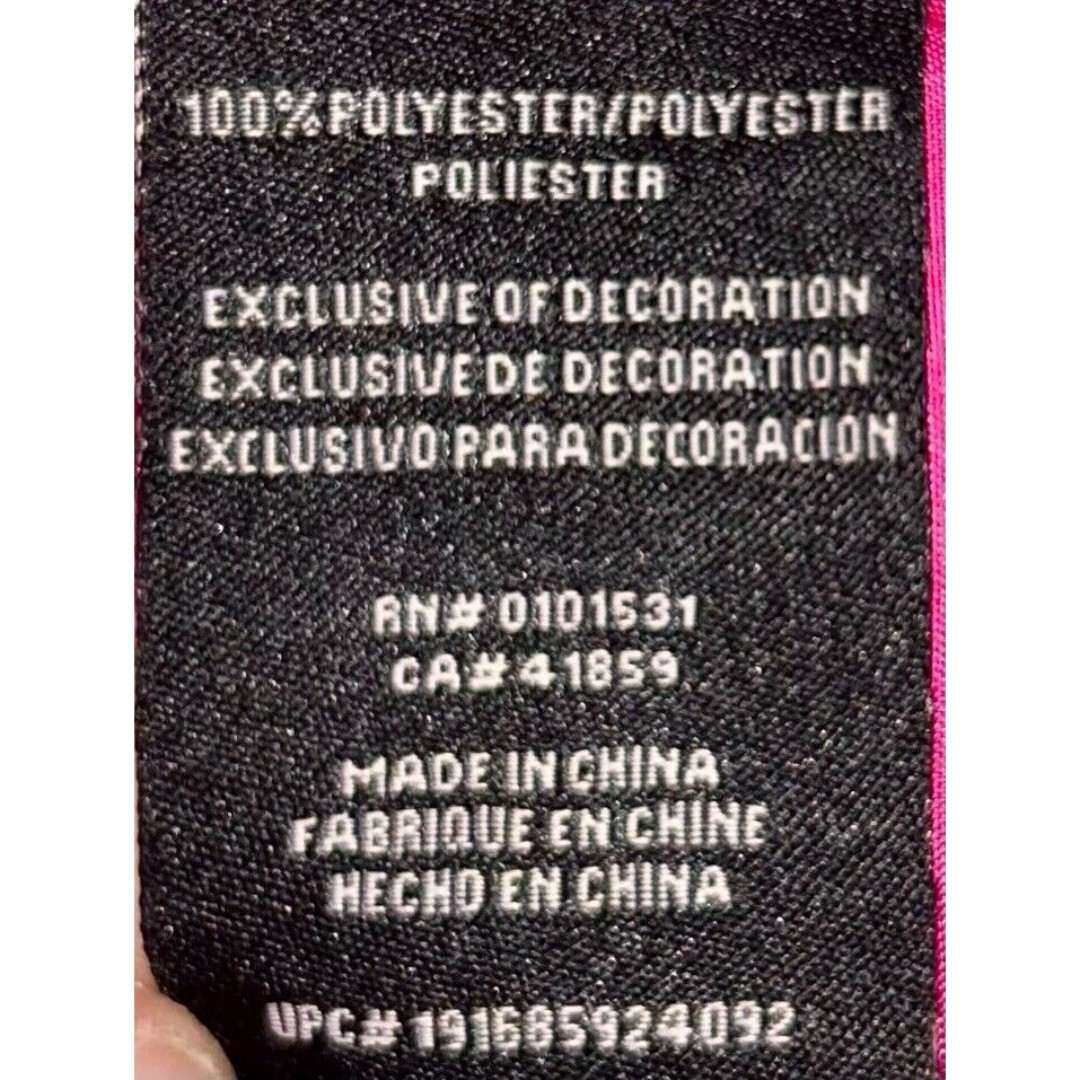 100% POLYESTER/POLYESTER
POLIESTER
EXCLUSIVE OF DECORATION
EXCLUSIVE DE DECORATION
EXCLUSIVO PARA DECORACION
RN# 0101531
CA# 41859
MADE IN CHINA
FABRIQUE EN CHINE
HECHO EN CHINA
UPC# 191685924092